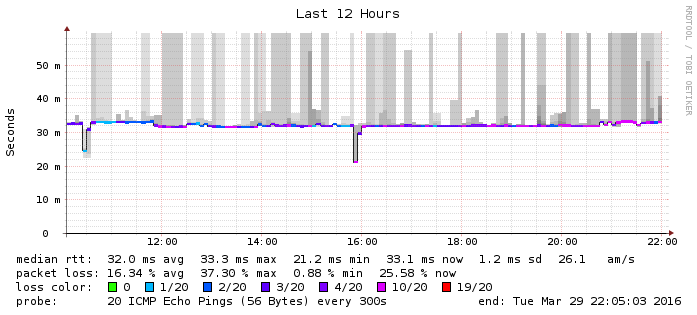 Last 12 Hours
RRDTOOL / TOBI OETIKER
Seconds
50 m
40 m
30 m
20 m
10 m
0
12:00 14:00 16:00 18:00 20:00 22:00
median rtt: 32.0 ms avg 33.3 ms max 21.2 ms min 33.1 ms now 1.2 ms sd 26.1 am/s
packet loss: 16.34 % avg 37.30 % max 0.88 % min 25.58 % now
loss color: 0 1/20 2/20 3/20 4/20 10/20 19/20
probe: 20 ICMP Echo Pings (56 Bytes) every 300s end: Tue Mar 29 22:05:03 2016